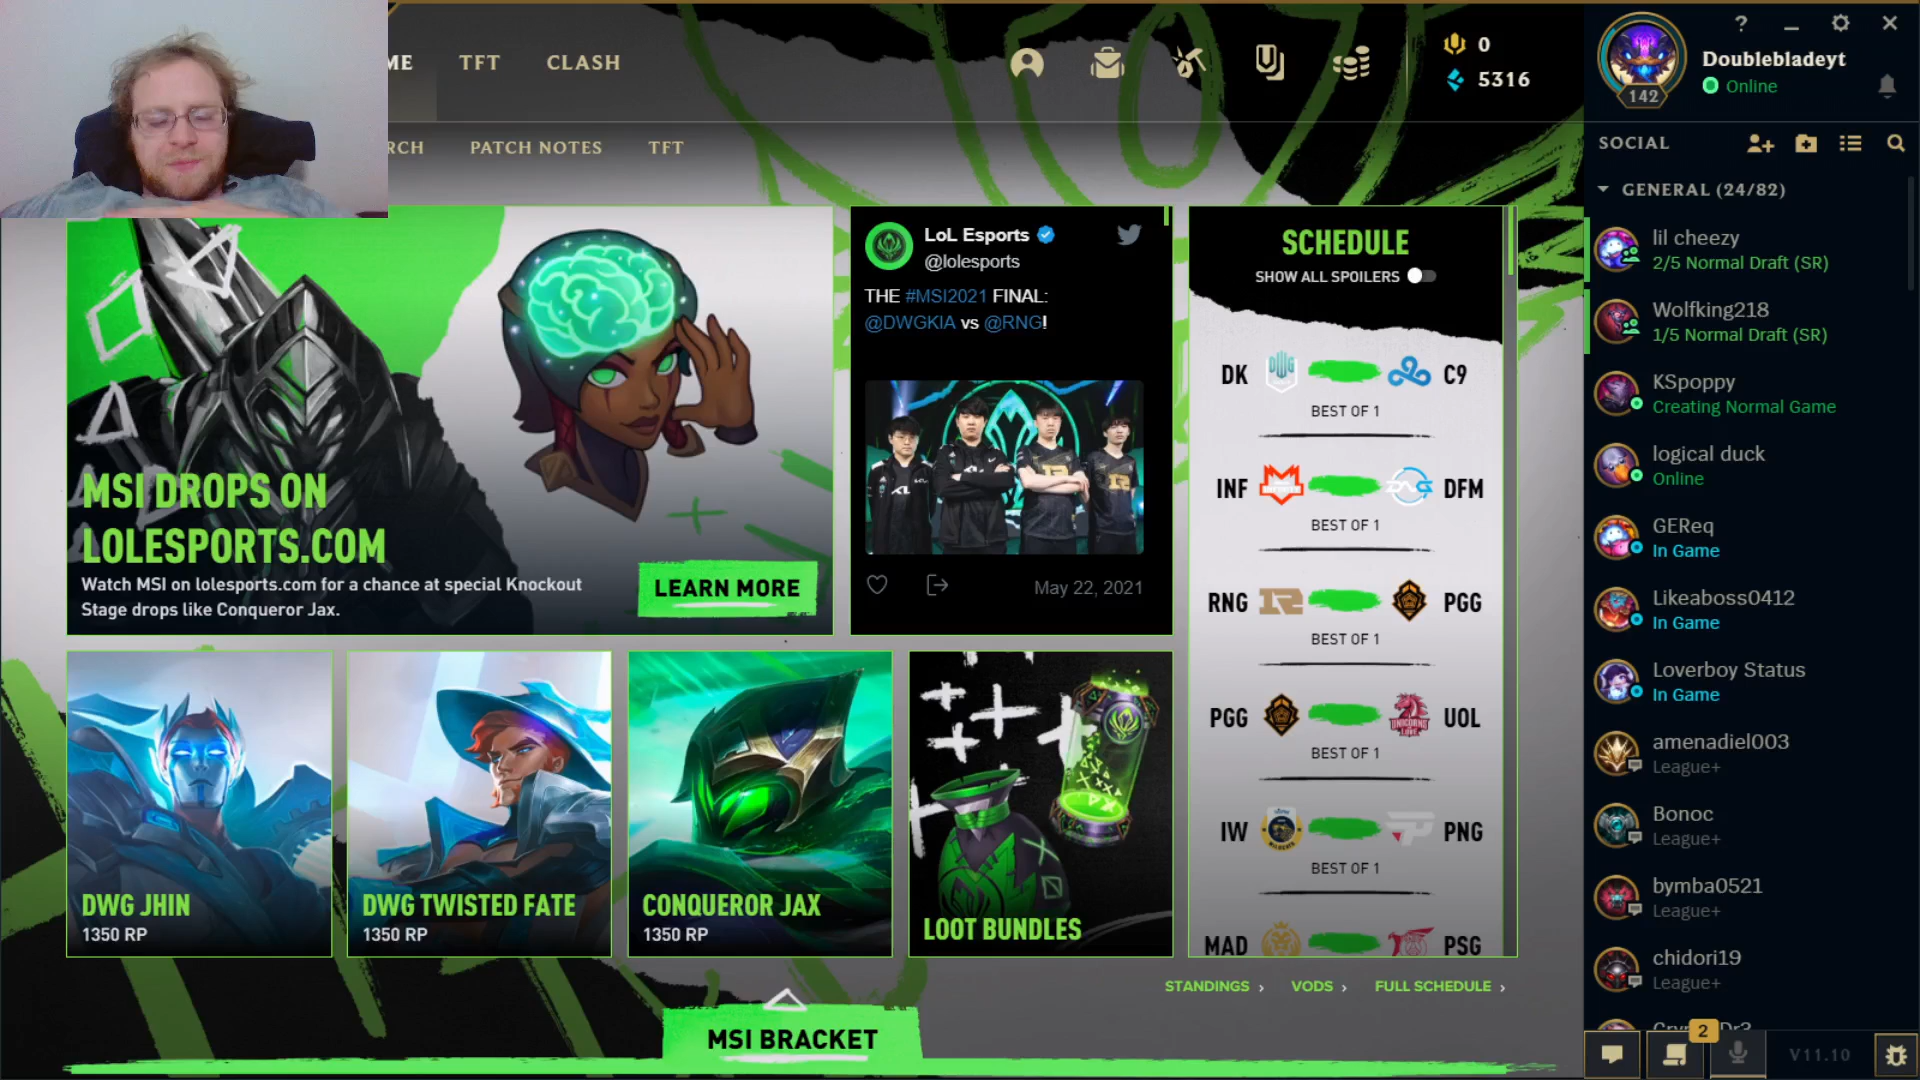 ME TFT CLASH
0
5316
RCH PATCH NOTES TFT
142
Doublebladeyt
Online
SOCIAL
GENERAL (24/82)
lil cheezy
2/5 Normal Draft (SR)
Wolfking218
1/5 Normal Draft (SR)
KSpoppy
Creating Normal Game
logical duck
Online
GEReq
In Game
Likeaboss0412
In Game
Loverboy Status
In Game
amenadiel003
League+
Bonoc
League+
bymba0521
League+
chidori19
League+
2
V11.10
MSI DROPS ON
LOLESPORTS.COM
Watch MSI on lolesports.com for a chance at special Knockout
Stage drops like Conqueror Jax.
LEARN MORE
LoL Esports
@lolesports
THE #MSI2021 FINAL:
@DWGKIA vs @RNG!
May 22, 2021
SCHEDULE
SHOW ALL SPOILERS
DK C9
BEST OF 1
INF DFM
BEST OF 1
RNG PGG
BEST OF 1
PGG UOL
BEST OF 1
IW PNG
BEST OF 1
MAD PSG
DWG JHIN
1350 RP
DWG TWISTED FATE
1350 RP
CONQUEROR JAX
1350 RP
LOOT BUNDLES
STANDINGS > VODS > FULL SCHEDULE >
MSI BRACKET